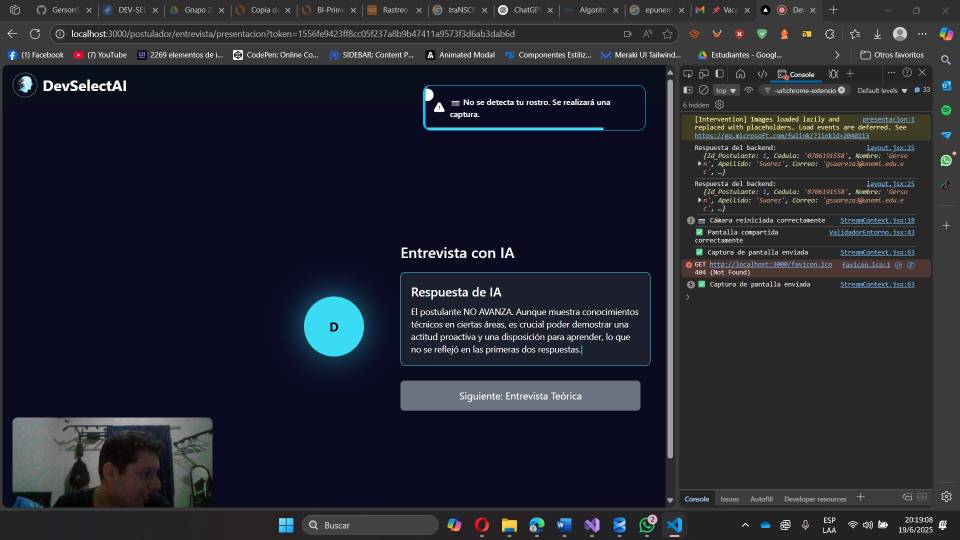 GersonS
DEV-SEL
Grupo 2
Copia d
BI-Prime
Rastreo
traNSCR
ChatGPT
Algoritm
epunem
Vaca
Dev
localhost:3000/postulador/entrevista/presentacion?token=1556fe9423ff8cc05f237a8b9b47411a9573f3d6ab3dab6d
(1) Facebook
(7) YouTube
2269 elementos de i...
CodePen: Online Co...
SIDEBAR: Content P...
Animated Modal
Componentes Estiliz...
Meraki UI Tailwind...
Estudiantes - Googl...
Otros favoritos
DevSelectAI
No se detecta tu rostro. Se realizará una
captura.
Entrevista con IA
D
Respuesta de IA
El postulante NO AVANZA. Aunque muestra conocimientos
técnicos en ciertas áreas, es crucial poder demostrar una
actitud proactiva y una disposición para aprender, lo que
no se reflejó en las primeras dos respuestas.
Siguiente: Entrevista Teórica
Console
top
-url:chrome-extensio
Default levels
33
6 hidden
[Intervention] Images loaded lazily and presentacion:1
replaced with placeholders. Load events are deferred. See
https://go.microsoft.com/fwlink/?linkid=2048113
Respuesta del backend: layout.jsx:25
{Id_Postulante: 1, Cedula: '0706191558', Nombre: 'Gerso
n', Apellido: 'Suarez', Correo: 'gsuareza3@unemi.edu.e
c', …}
Respuesta del backend: layout.jsx:25
{Id_Postulante: 1, Cedula: '0706191558', Nombre: 'Gerso
n', Apellido: 'Suarez', Correo: 'gsuareza3@unemi.edu.e
c', …}
2 Cámara reiniciada correctamente StreamContext.jsx:18
Pantalla compartida ValidadorEntorno.jsx:43
correctamente
Captura de pantalla enviada StreamContext.jsx:63
GET http://localhost:3000/favicon.ico favicon.ico:1
404 (Not Found)
Captura de pantalla enviada StreamContext.jsx:63
Console
Issues
Autofill
Developer resources
Buscar
2
ESP
LAA
20:19:08
19/6/2025